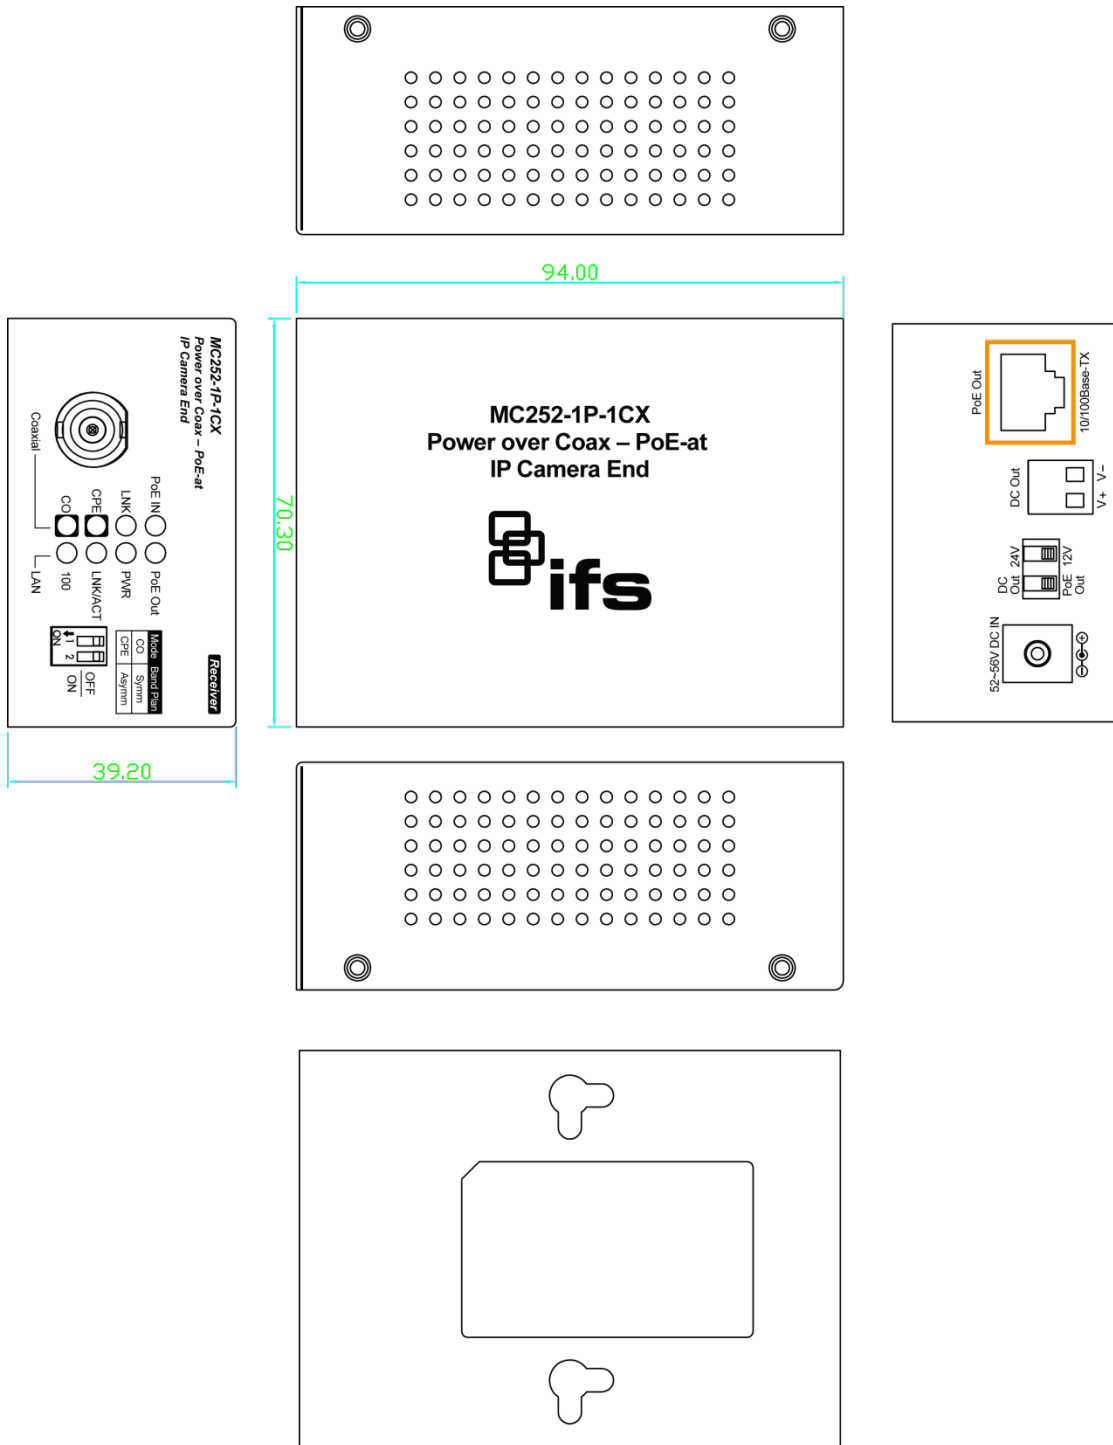 94.00
MC252-1P-1CX
Power over Coax – PoE-at
IP Camera End
Coaxial
CO
CPE
LNK
PoE IN
LAN
100
LNK/ACT
PWR
PoE Out
ON
1 2
OFF
ON
Mode Band Plan
CO Symm
CPE Asymm
Receiver
39.20
70.30
MC252-1P-1CX
Power over Coax – PoE-at
IP Camera End
ifs
PoE Out
10/100Base-TX
DC Out
V+ V−
DC Out
24V
PoE Out
12V
52~56V DC IN